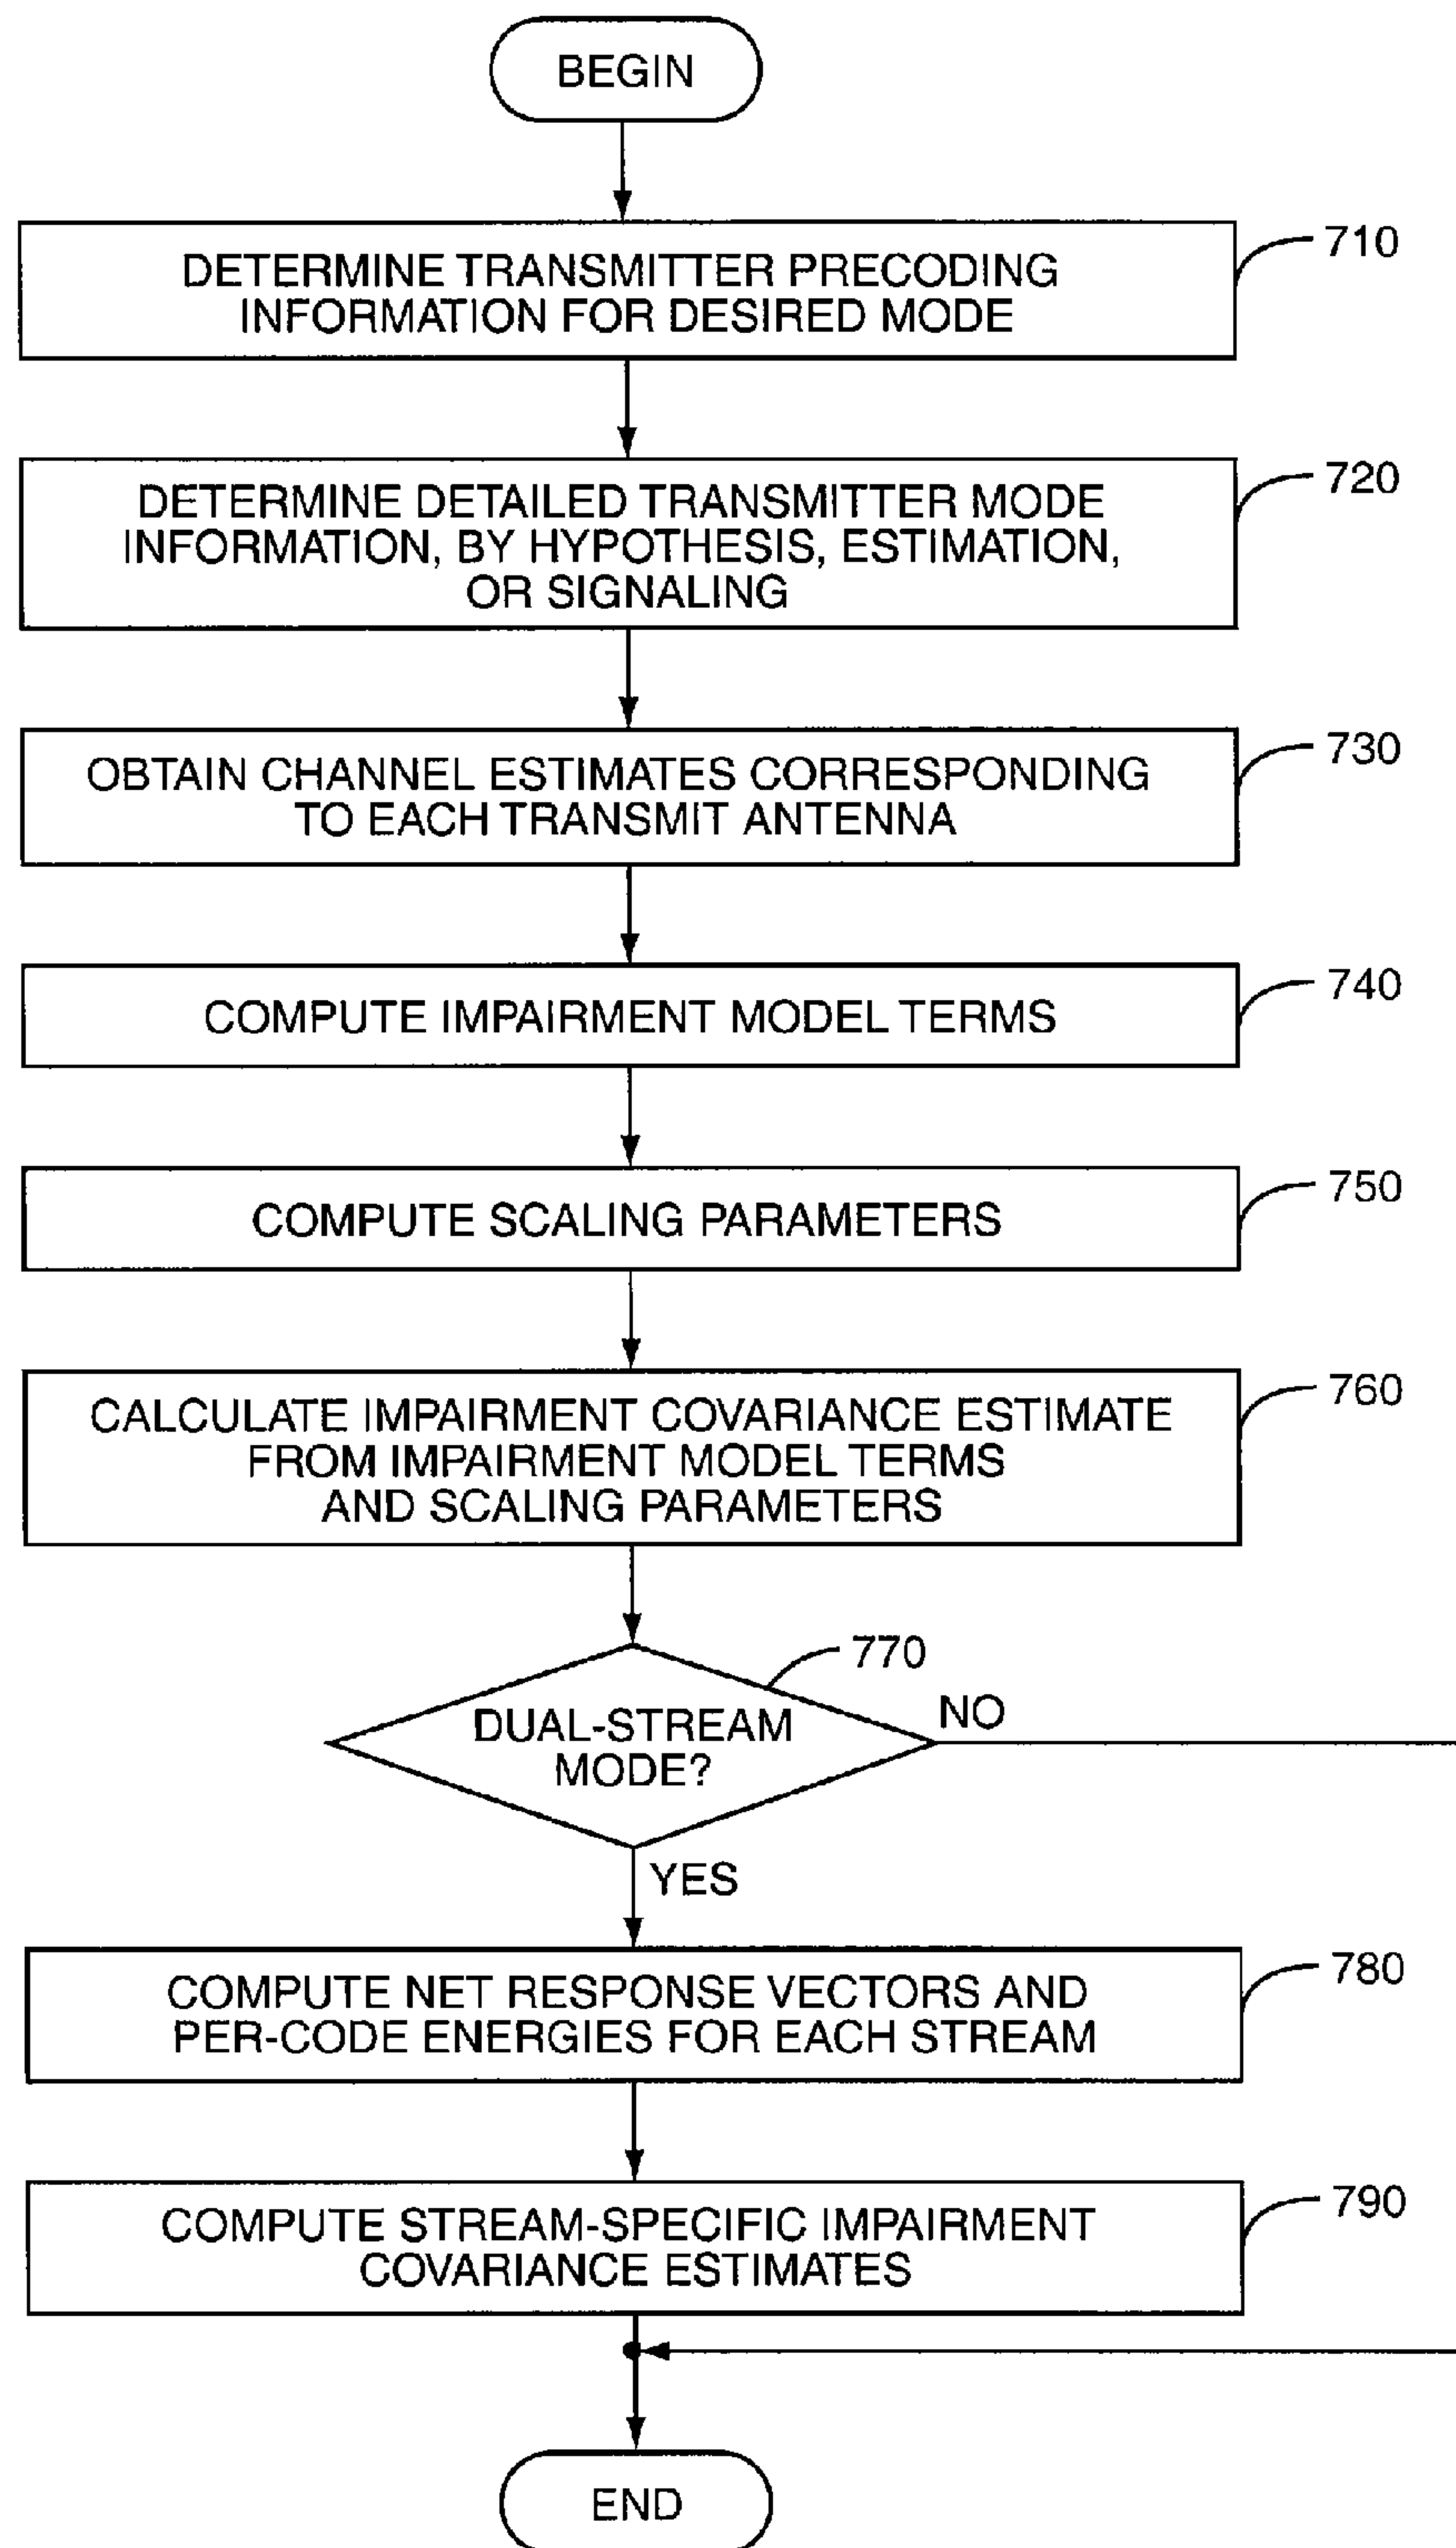 BEGIN
DETERMINE TRANSMITTER PRECODING
INFORMATION FOR DESIRED MODE
710
DETERMINE DETAILED TRANSMITTER MODE
INFORMATION, BY HYPOTHESIS, ESTIMATION,
OR SIGNALING
720
OBTAIN CHANNEL ESTIMATES CORRESPONDING
TO EACH TRANSMIT ANTENNA
730
COMPUTE IMPAIRMENT MODEL TERMS
740
COMPUTE SCALING PARAMETERS
750
CALCULATE IMPAIRMENT COVARIANCE ESTIMATE
FROM IMPAIRMENT MODEL TERMS
AND SCALING PARAMETERS
760
770
DUAL-STREAM
MODE?
NO
YES
COMPUTE NET RESPONSE VECTORS AND
PER-CODE ENERGIES FOR EACH STREAM
780
COMPUTE STREAM-SPECIFIC IMPAIRMENT
COVARIANCE ESTIMATES
790
END